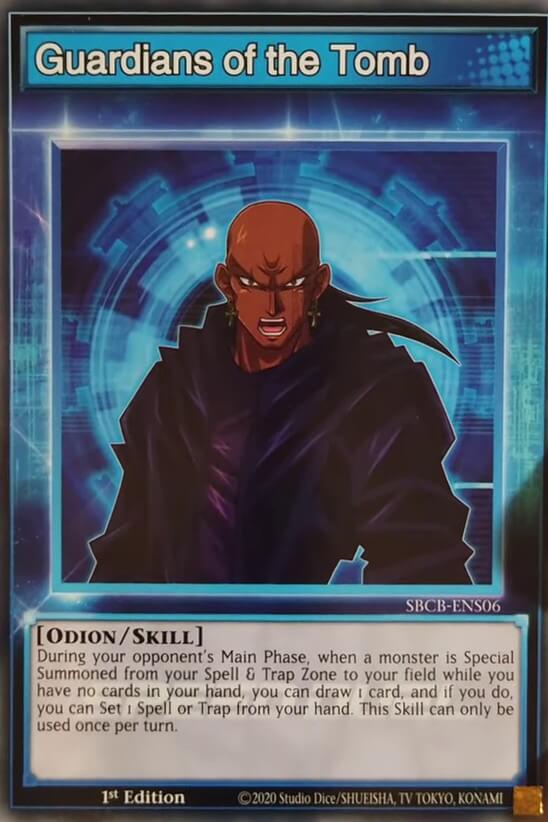 Guardians of the Tomb
SBCB-ENS06
[ODION/SKILL]
During your opponent's Main Phase, when a monster is Special
Summoned from your Spell & Trap Zone to your field while you
have no cards in your hand, you can draw 1 card, and if you do,
you can Set 1 Spell or Trap from your hand. This Skill can only be
used once per turn.
1st Edition
©2020 Studio Dice/SHUEISHA, TV TOKYO, KONAMI